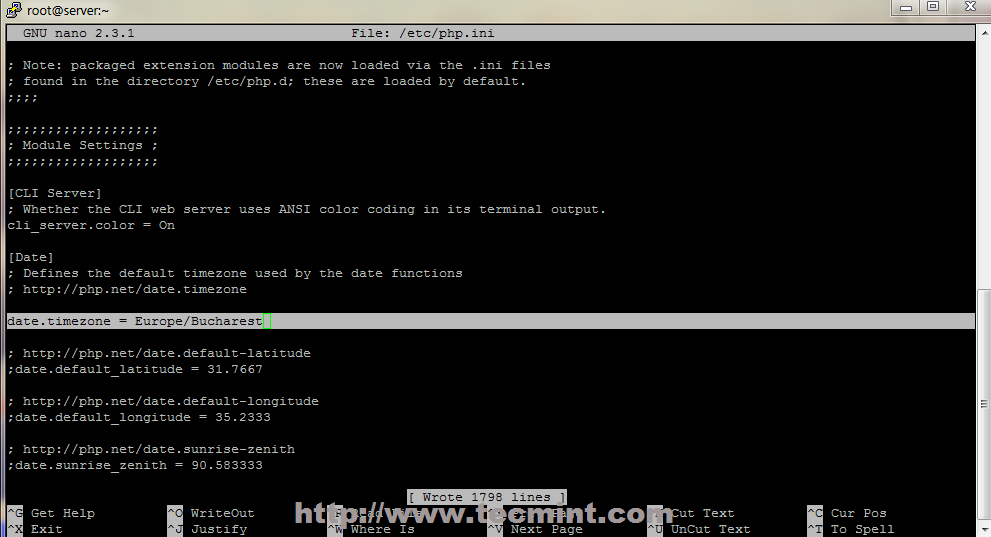 root@server:~
GNU nano 2.3.1 File: /etc/php.ini
; Note: packaged extension modules are now loaded via the .ini files
; found in the directory /etc/php.d; these are loaded by default.
;;;;
;;;;;;;;;;;;;;;;;;;
; Module Settings ;
;;;;;;;;;;;;;;;;;;;
[CLI Server]
; Whether the CLI web server uses ANSI color coding in its terminal output.
cli_server.color = On
[Date]
; Defines the default timezone used by the date functions
; http://php.net/date.timezone
date.timezone = Europe/Bucharest
; http://php.net/date.default-latitude
;date.default_latitude = 31.7667
; http://php.net/date.default-longitude
;date.default_longitude = 35.2333
; http://php.net/date.sunrise-zenith
;date.sunrise_zenith = 90.583333
[ Wrote 1798 lines ]
^G Get Help ^O WriteOut Cut Text ^C Cur Pos
http://www.tecmint.com
^X Exit ^J Justify ^W Where Is ^V Next Page ^U UnCut Text ^T To Spell